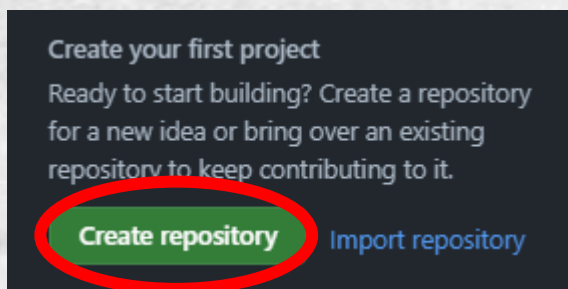 Create your first project
Ready to start building? Create a repository
for a new idea or bring over an existing
repository to keep contributing to it.
Create repository
Import repository